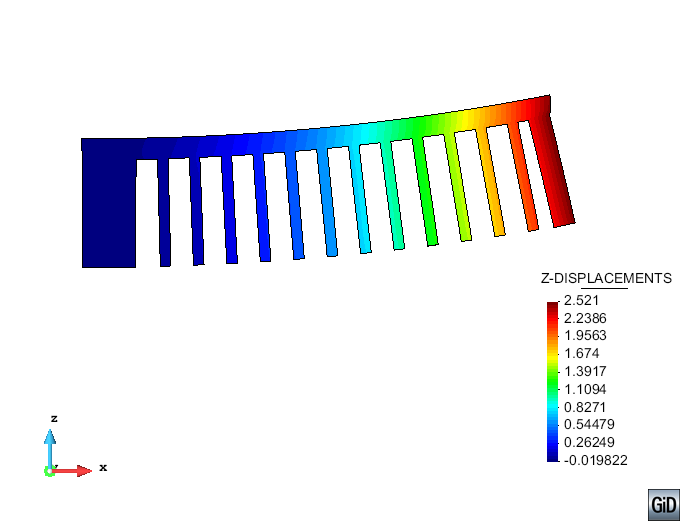 Z-DISPLACEMENTS
2.521
2.2386
1.9563
1.674
1.3917
1.1094
0.8271
0.54479
0.26249
-0.019822
z
x
GiD